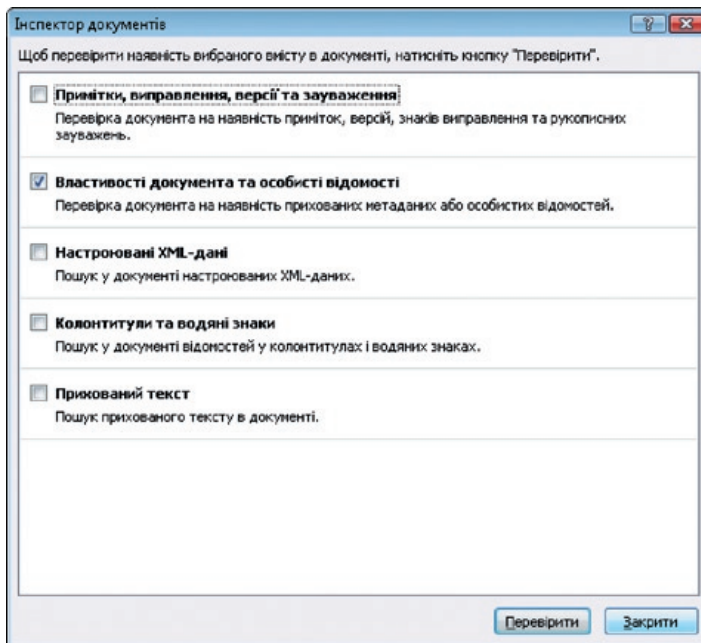 Інспектор документів
Щоб перевірити наявність вибраного вмісту в документі, натисніть кнопку "Перевірити".
Примітки, виправлення, версії та зауваження
Перевірка документа на наявність приміток, версій, знаків виправлення та рукописних
зауважень.
Властивості документа та особисті відомості
Перевірка документа на наявність прихованих метаданих або особистих відомостей.
Настроювані XML-дані
Пошук у документі настроюваних XML-даних.
Колонтитули та водяні знаки
Пошук у документі відомостей у колонтитулах і водяних знаках.
Прихований текст
Пошук прихованого тексту в документі.
Перевірити Закрити